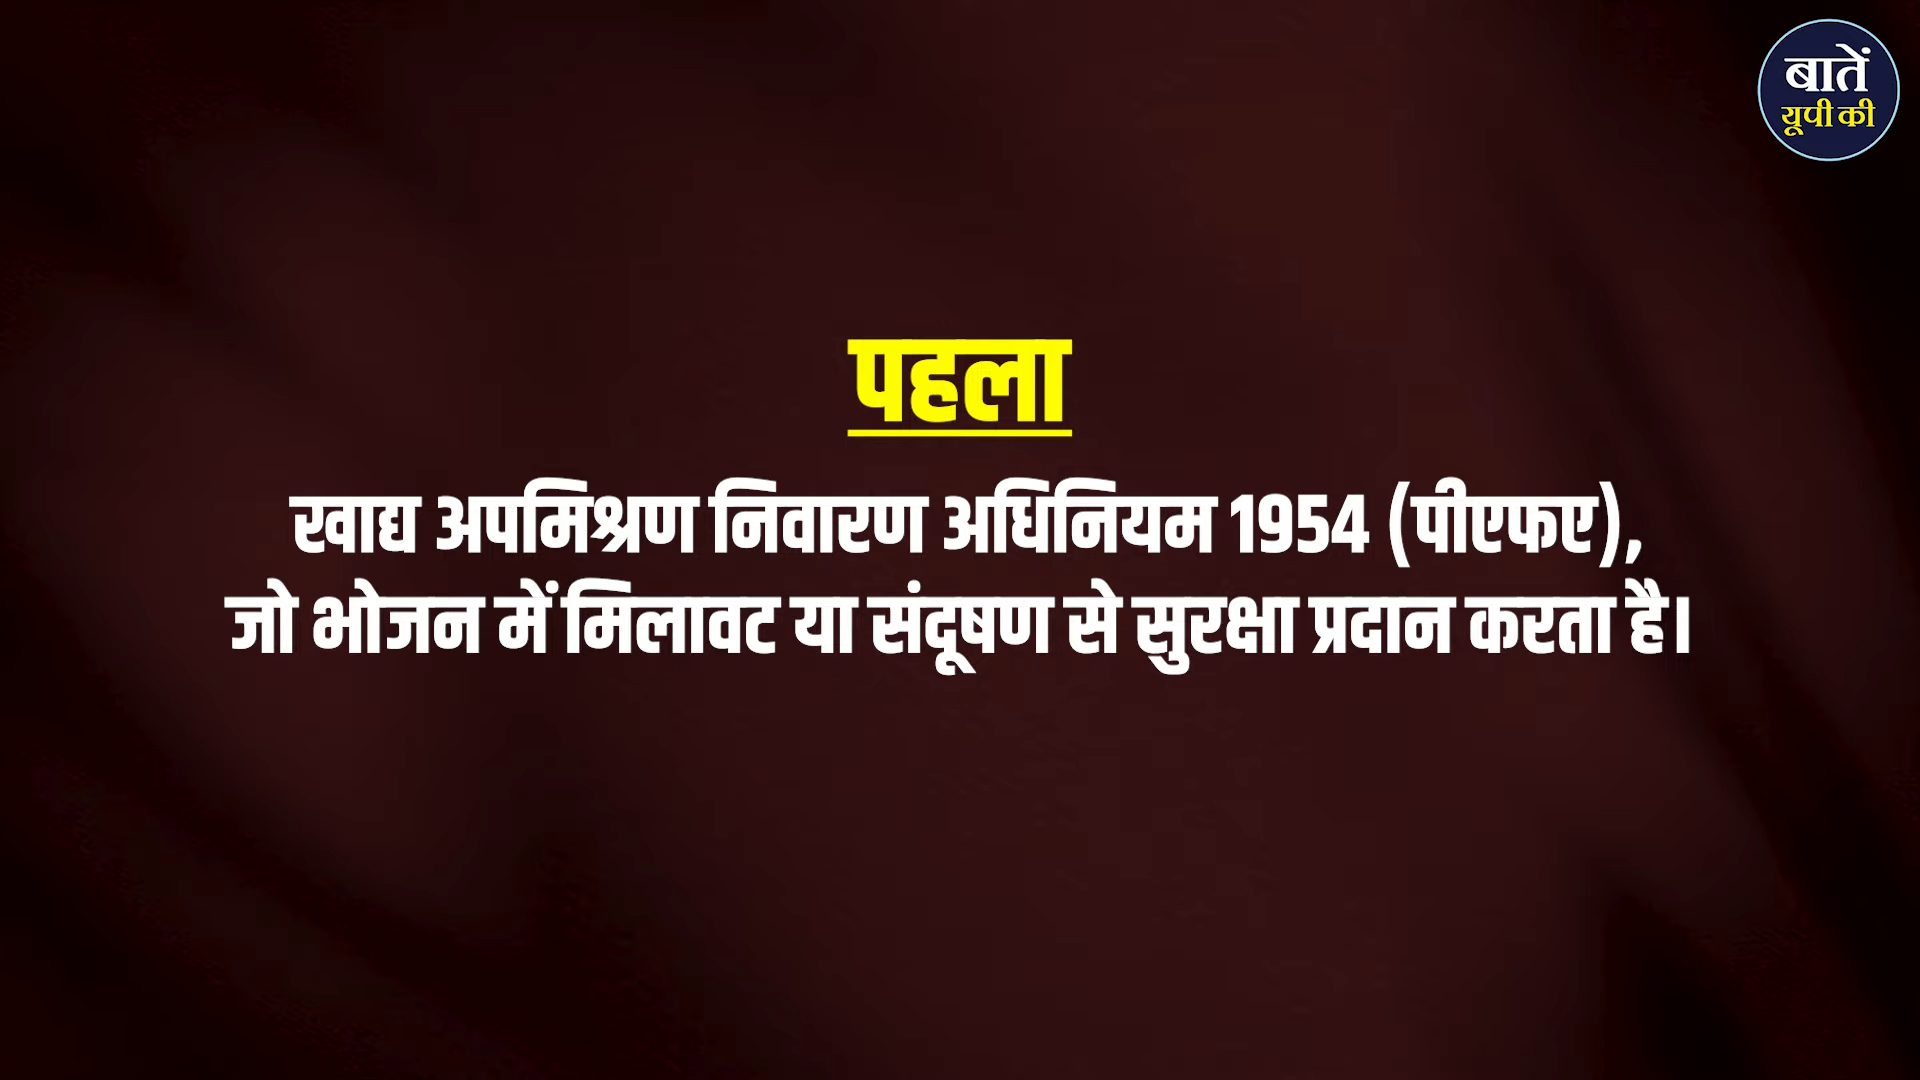 बातें
यूपी की
पहला
खाद्य अपमिश्रण निवारण अधिनियम 1954 (पीएफए),
जो भोजन में मिलावट या संदूषण से सुरक्षा प्रदान करता है।